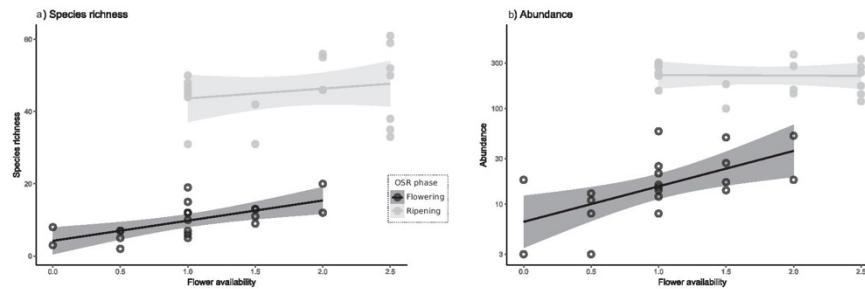 a) Species richness
60
40
20
0
Species richness
0.0 0.5 1.0 1.5 2.0 2.5
Flower availability
OSR phase
Flowering
Ripening
b) Abundance
300
100
30
10
3
Abundance
0.0 0.5 1.0 1.5 2.0 2.5
Flower availability